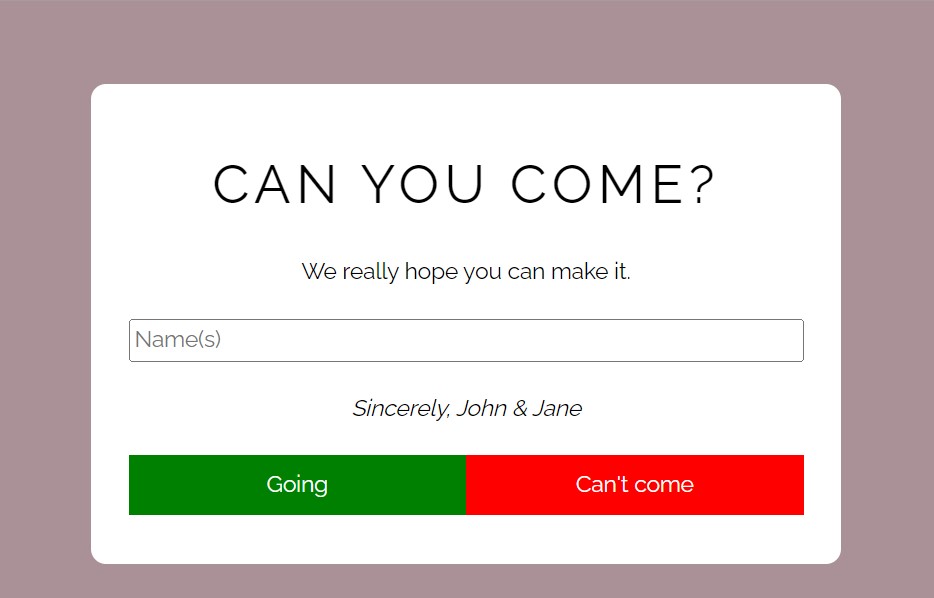 CAN YOU COME?
We really hope you can make it.
Name(s)
Sincerely, John & Jane
Going
Can't come